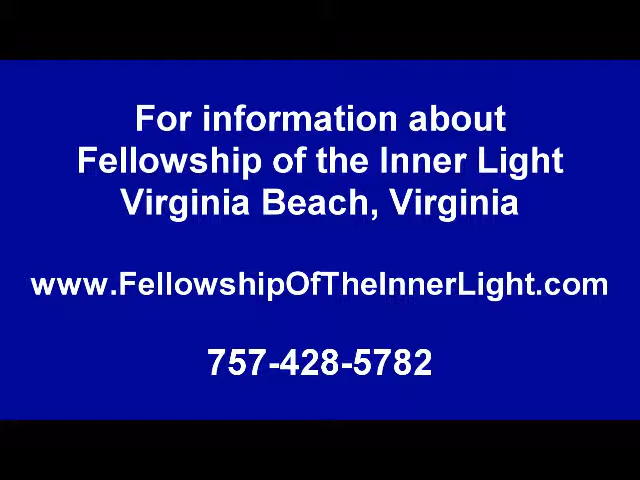 For information about
Fellowship of the Inner Light
Virginia Beach, Virginia
www.FellowshipOfTheInnerLight.com
757-428-5782